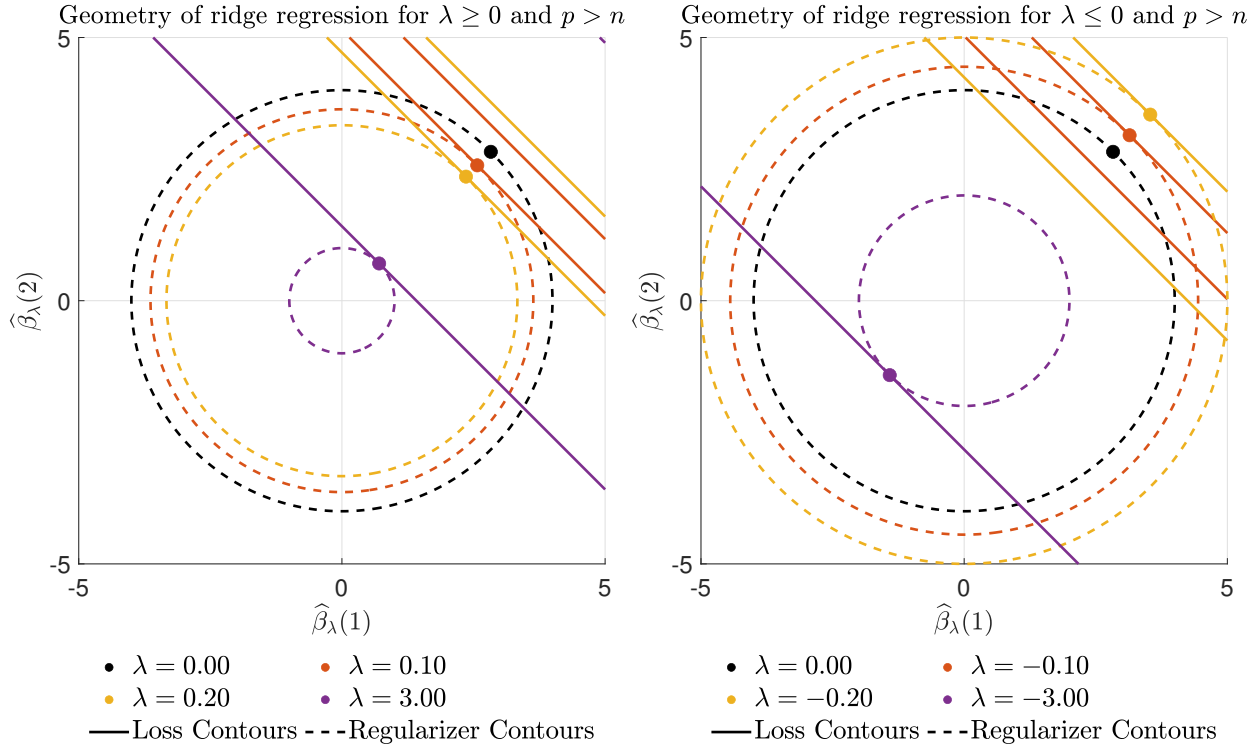 Geometry of ridge regression for λ ≥ 0 and p > n
5
0
-5
-5
0
5
β̂λ(2)
β̂λ(1)
λ = 0.00
λ = 0.10
λ = 0.20
λ = 3.00
Loss Contours
Regularizer Contours
Geometry of ridge regression for λ ≤ 0 and p > n
5
0
-5
-5
0
5
β̂λ(2)
β̂λ(1)
λ = 0.00
λ = −0.10
λ = −0.20
λ = −3.00
Loss Contours
Regularizer Contours